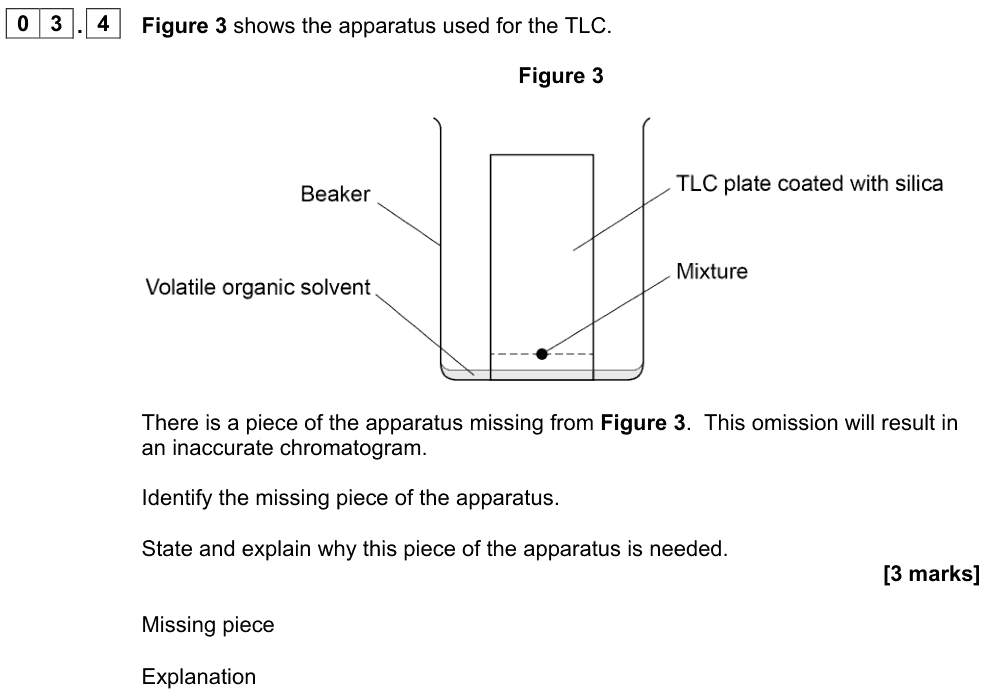 0 3 . 4 Figure 3 shows the apparatus used for the TLC.
Figure 3
TLC plate coated with silica
Beaker
Mixture
Volatile organic solvent
There is a piece of the apparatus missing from Figure 3. This omission will result in
an inaccurate chromatogram.
Identify the missing piece of the apparatus.
State and explain why this piece of the apparatus is needed.
[3 marks]
Missing piece
Explanation